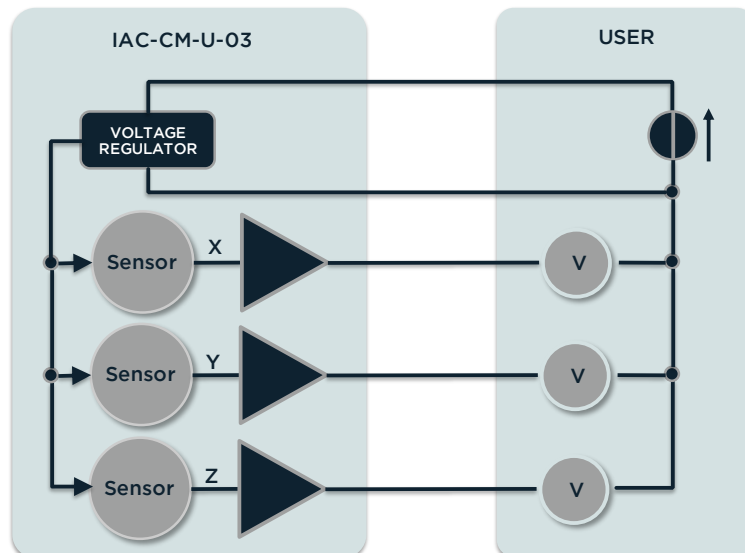 IAC-CM-U-03
USER
VOLTAGE
REGULATOR
Sensor
X
V
Sensor
Y
V
Sensor
Z
V